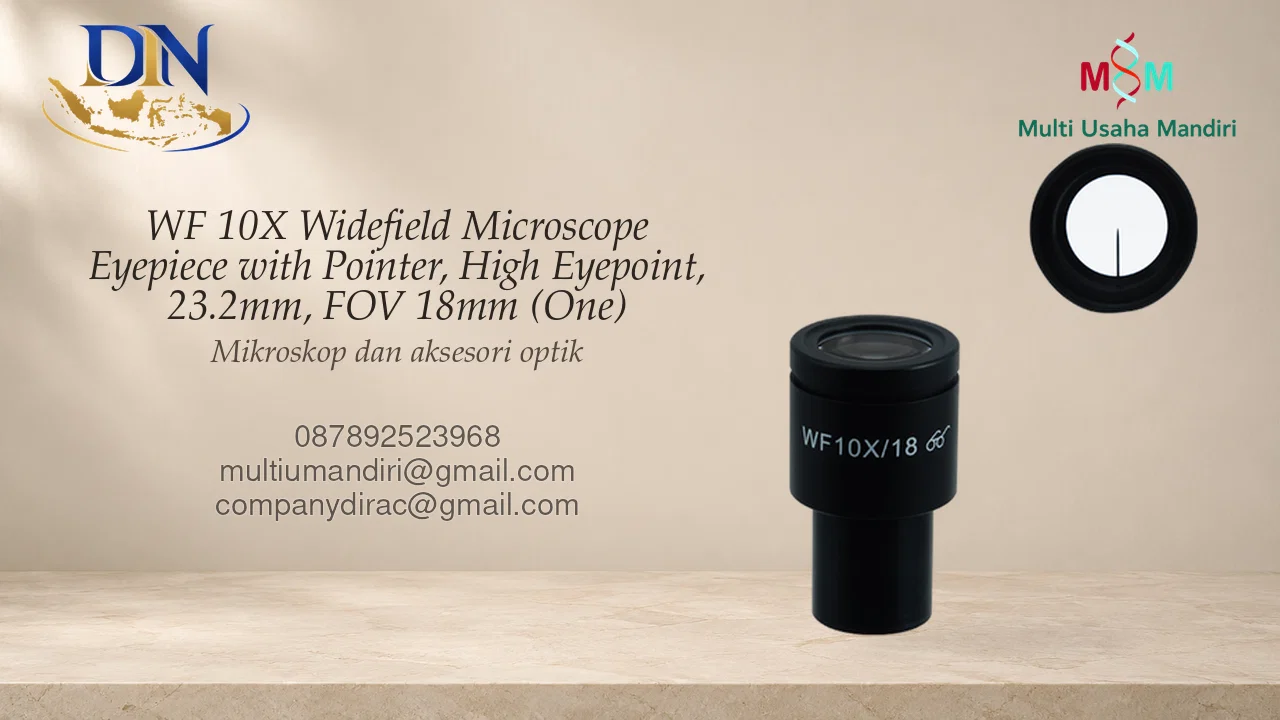 DN
M M
Multi Usaha Mandiri
WF 10X Widefield Microscope
Eyepiece with Pointer, High Eyepoint,
23.2mm, FOV 18mm (One)
Mikroskop dan aksesori optik
087892523968
multiumandiri@gmail.com
companydirac@gmail.com
WF10X/18